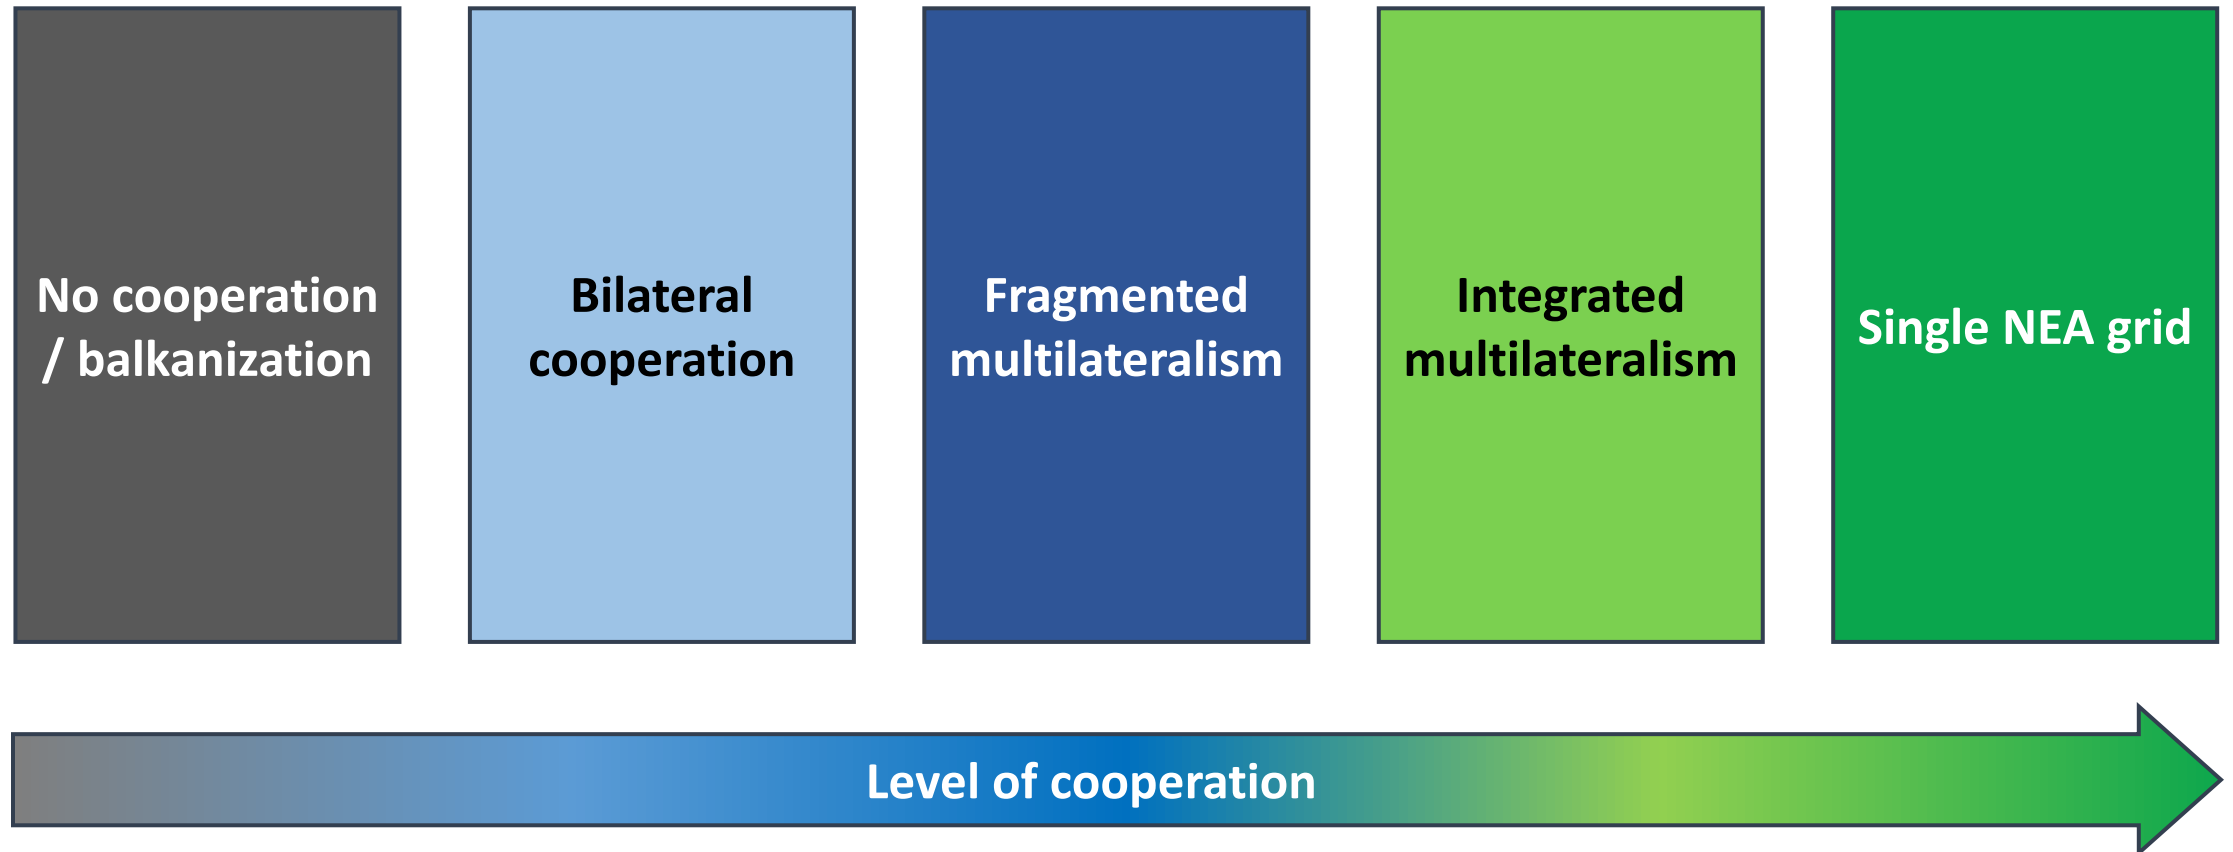 No cooperation
/ balkanization
Bilateral
cooperation
Fragmented
multilateralism
Integrated
multilateralism
Single NEA grid
Level of cooperation